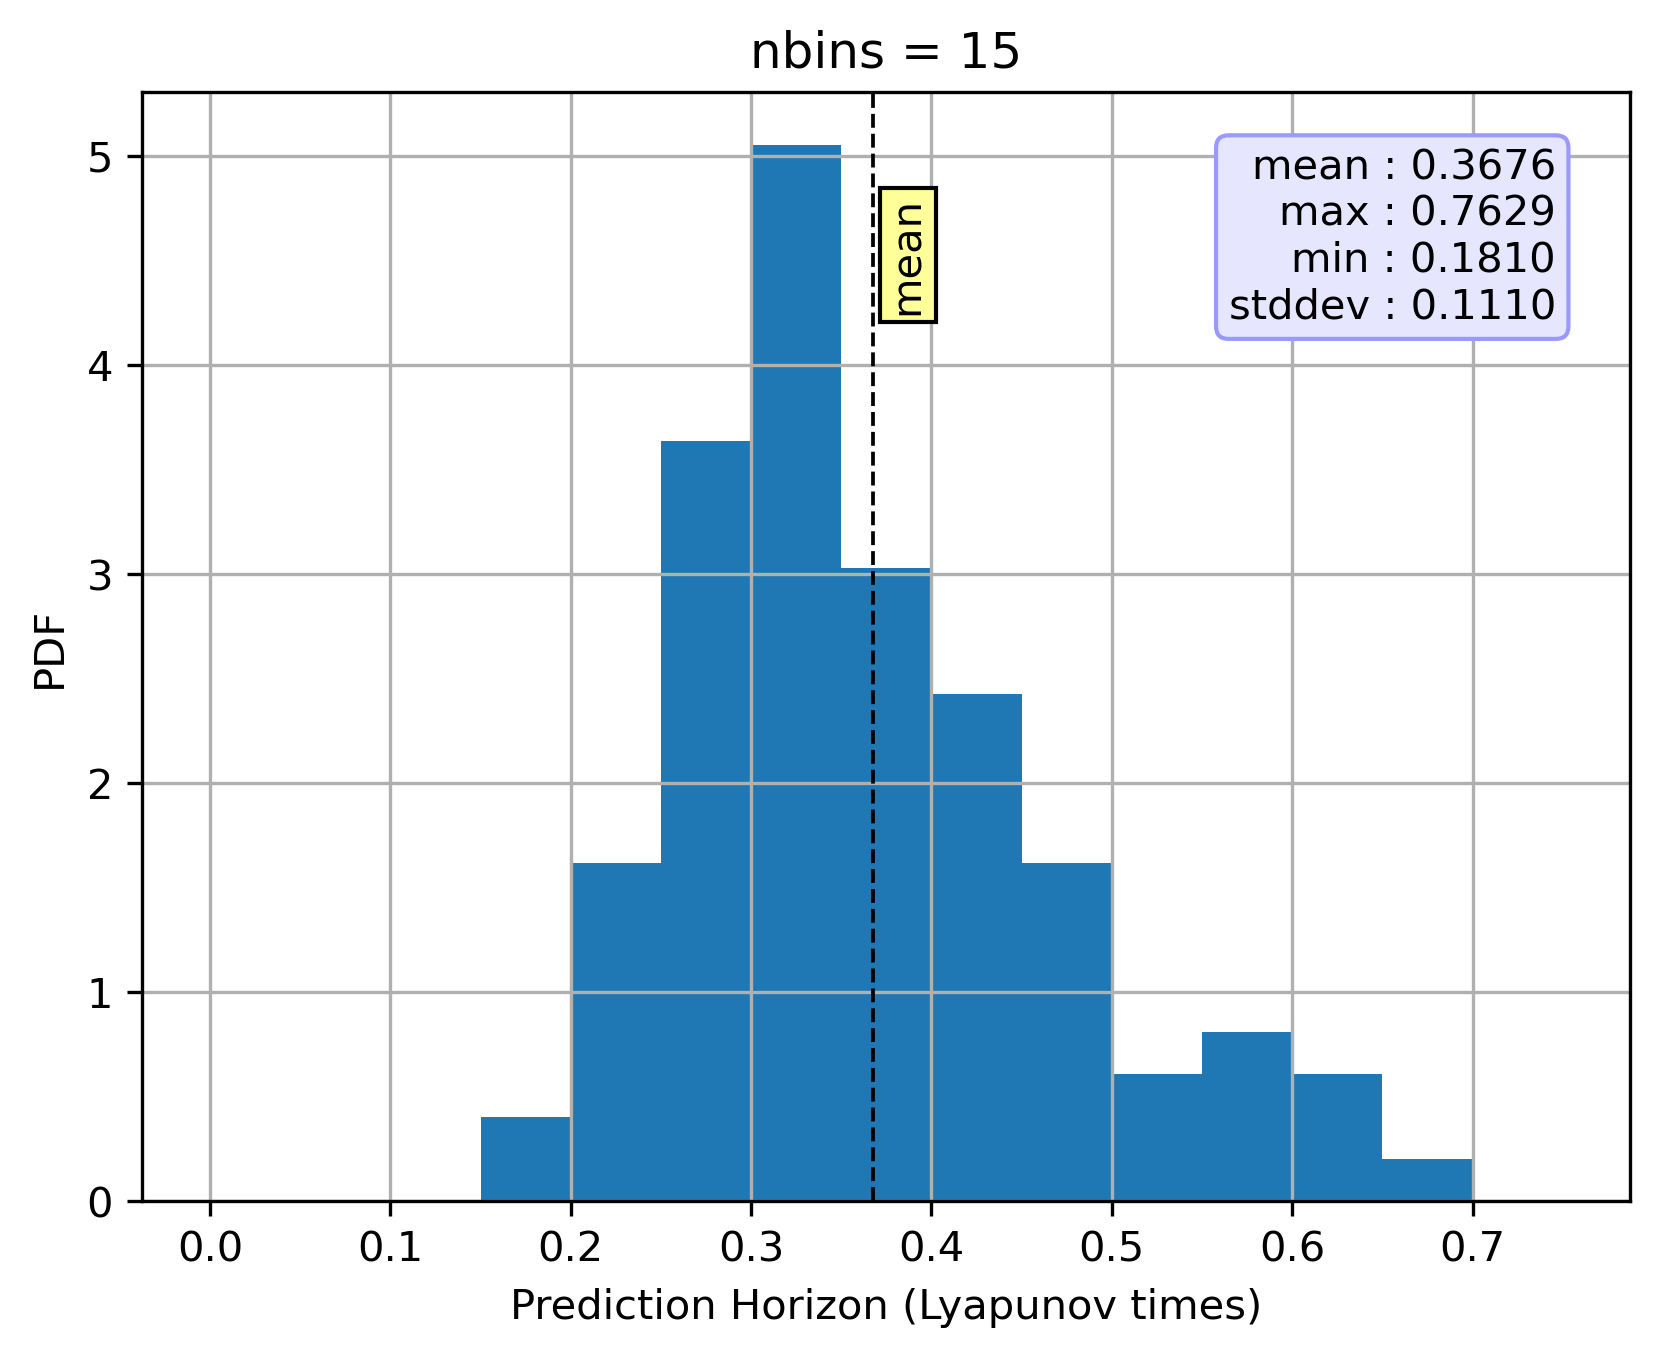 nbins = 15
mean : 0.3676
max : 0.7629
min : 0.1810
stddev : 0.1110
mean
5
4
3
2
1
0
PDF
0.0 0.1 0.2 0.3 0.4 0.5 0.6 0.7
Prediction Horizon (Lyapunov times)